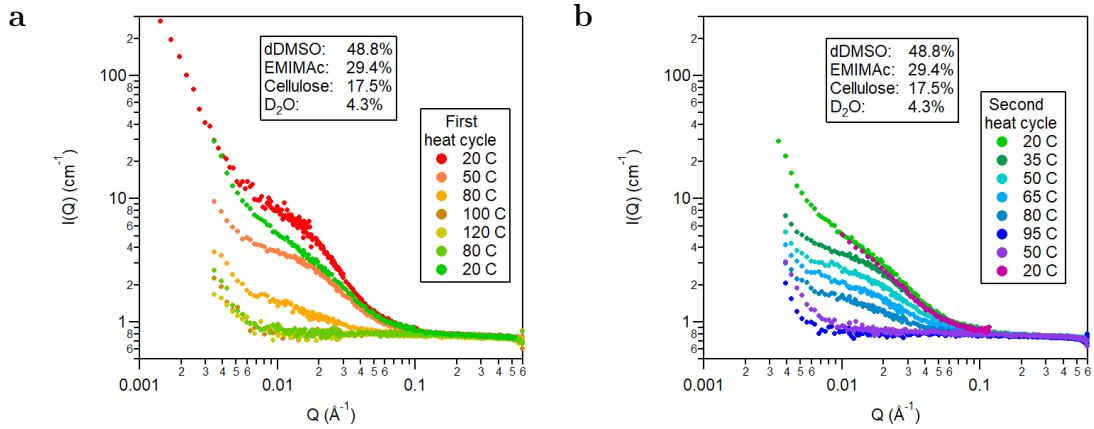 a
dDMSO: 48.8%
EMIMAc: 29.4%
Cellulose: 17.5%
D2O: 4.3%
First
heat cycle
20 C
50 C
80 C
100 C
120 C
80 C
20 C
I(Q) (cm-1)
2
100
8
6
4
2
10
8
6
4
2
1
8
6
0.001
2
3
4
5
6
0.01
2
3
4
5
6
0.1
2
3
4
5
6
Q (Å-1)
b
dDMSO: 48.8%
EMIMAc: 29.4%
Cellulose: 17.5%
D2O: 4.3%
Second
heat cycle
20 C
35 C
50 C
65 C
80 C
95 C
50 C
20 C
I(Q) (cm-1)
2
100
8
6
4
2
10
8
6
4
2
1
8
6
0.001
2
3
4
5
6
0.01
2
3
4
5
6
0.1
2
3
4
5
6
Q (Å-1)